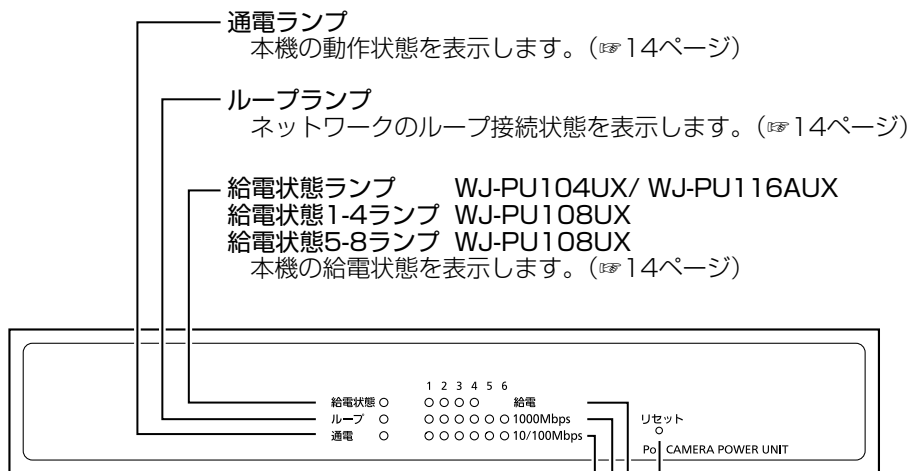 通電ランプ
本機の動作状態を表示します。(☞14ページ)
ループランプ
ネットワークのループ接続状態を表示します。(☞14ページ)
給電状態ランプ WJ-PU104UX/ WJ-PU116AUX
給電状態1-4ランプ WJ-PU108UX
給電状態5-8ランプ WJ-PU108UX
本機の給電状態を表示します。(☞14ページ)
1 2 3 4 5 6
給電状態 給電
ループ 1000Mbps
通電 10/100Mbps
リセット
CAMERA POWER UNIT